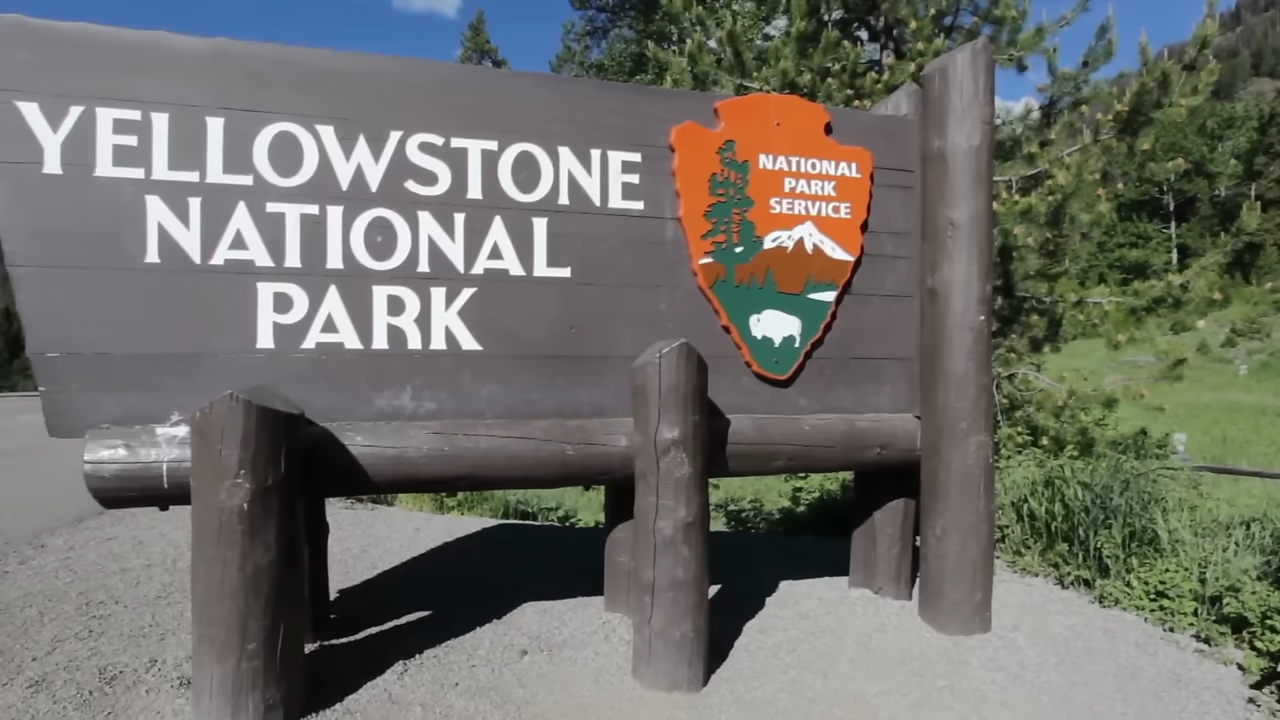 YELLOWSTONE
NATIONAL
PARK
NATIONAL
PARK
SERVICE